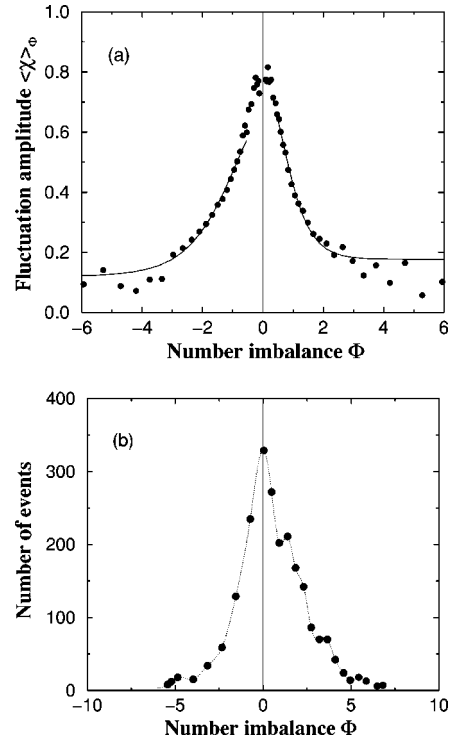 (a)
Fluctuation amplitude <χ>Φ
1.0
0.8
0.6
0.4
0.2
0.0
−6 −4 −2 0 2 4 6
Number imbalance Φ
(b)
Number of events
400
300
200
100
0
−10 −5 0 5 10
Number imbalance Φ